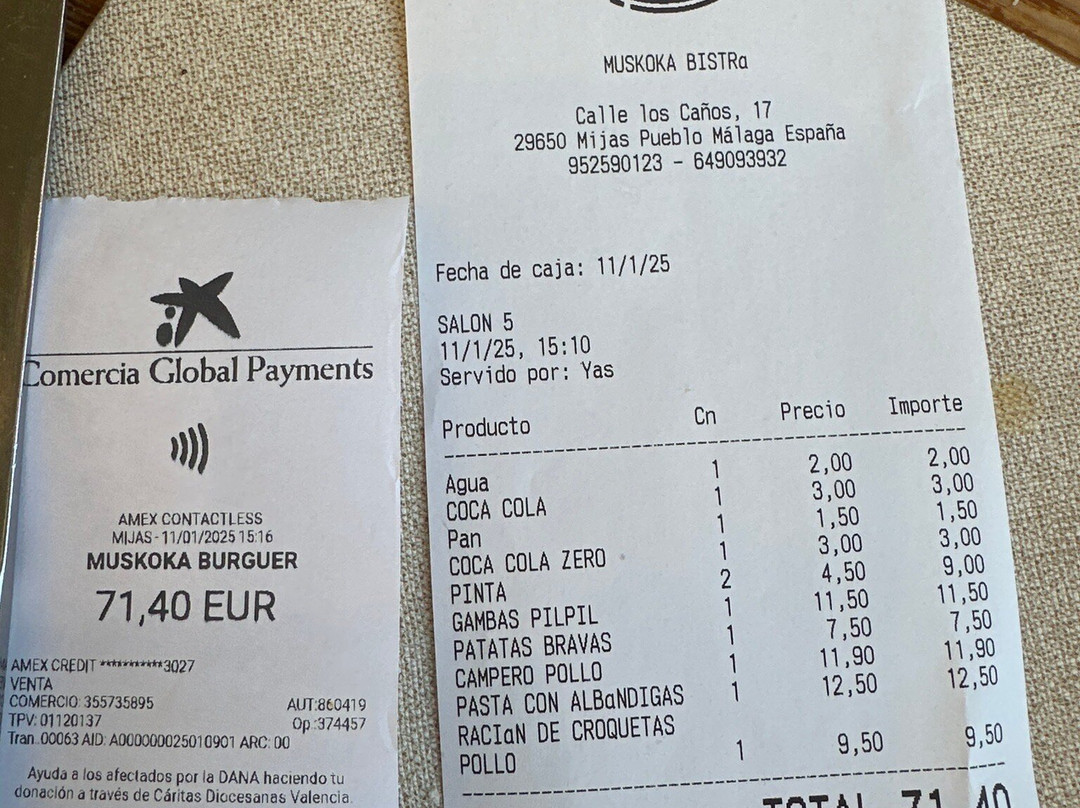 Comercia Global Payments
AMEX CONTACTLESS
MIJAS - 11/01/2025 15:16
MUSKOKA BURGUER
71,40 EUR
AMEX CREDIT ***********3027
VENTA
COMERCIO: 355735895 AUT:860419
TPV: 01120137 Op.:374457
Tran.:00063 AID: A000000025010901 ARC: 00
Ayuda a los afectados por la DANA haciendo tu
donación a través de Cáritas Diocesanas Valencia.
MUSKOKA BISTRa
Calle los Caños, 17
29650 Mijas Pueblo Málaga España
952590123 - 649093932
Fecha de caja: 11/1/25
SALON 5
11/1/25, 15:10
Servido por: Yas
Producto Cn Precio Importe
Agua 1 2,00 2,00
COCA COLA 1 3,00 3,00
Pan 1 1,50 1,50
COCA COLA ZERO 1 3,00 3,00
PINTA 2 4,50 9,00
GAMBAS PILPIL 1 11,50 11,50
PATATAS BRAVAS 1 7,50 7,50
CAMPERO POLLO 1 11,90 11,90
PASTA CON ALBaNDIGAS 1 12,50 12,50
RACIaN DE CROQUETAS
POLLO 1 9,50 9,50
TOTAL 71,40